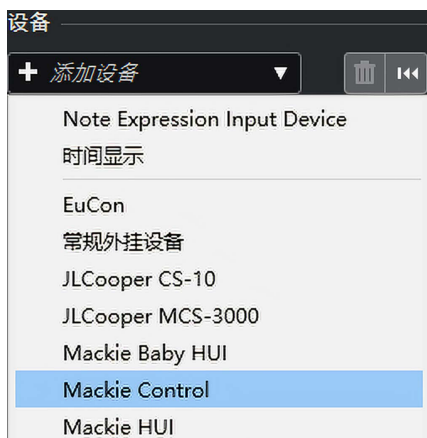 设备
添加设备
Note Expression Input Device
时间显示
EuCon
常规外挂设备
JLCooper CS-10
JLCooper MCS-3000
Mackie Baby HUI
Mackie Control
Mackie HUI